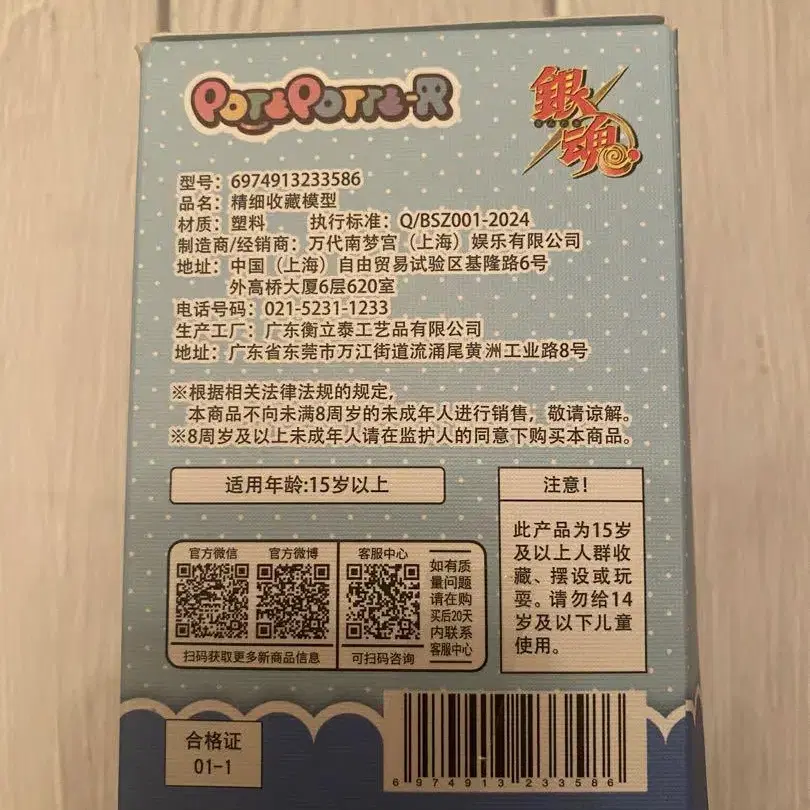 PoTePoTTe-R
銀魂
型号：6974913233586
品名：精细收藏模型
材质：塑料 执行标准：Q/BSZ001-2024
制造商/经销商：万代南梦宫（上海）娱乐有限公司
地址：中国（上海）自由贸易试验区基隆路6号
外高桥大厦6层620室
电话号码：021-5231-1233
生产工厂：广东衡立泰工艺品有限公司
地址：广东省东莞市万江街道流涌尾黄洲工业路8号
※根据相关法律法规的规定，
本商品不向未满8周岁的未成年人进行销售，敬请谅解。
※8周岁及以上未成年人请在监护人的同意下购买本商品。
适用年龄:15岁以上
注意！
此产品为15岁
及以上人群收
藏、摆设或玩
耍。请勿给14
岁及以下儿童
使用。
官方微信 官方微博 客服中心
如有质
量问题
请在购
买后20天
内联系
客服中心
扫码获取更多新商品信息 可扫码咨询
合格证
01-1
6974913233586